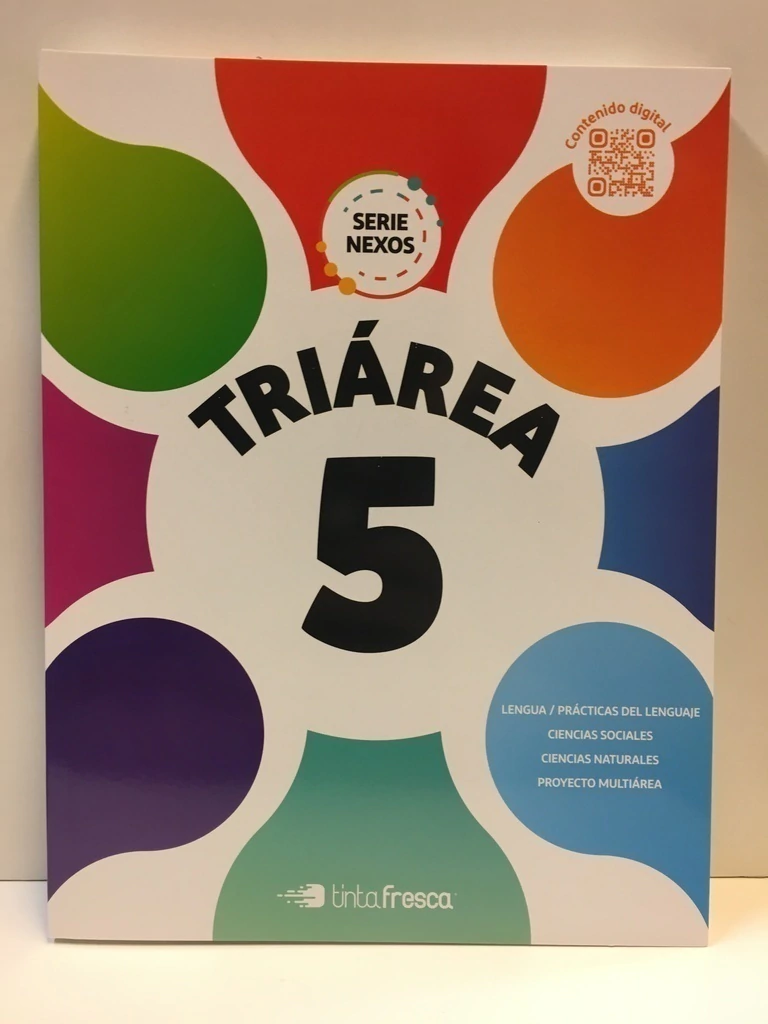 Contenido digital
SERIE
NEXOS
TRIÁREA
5
LENGUA / PRÁCTICAS DEL LENGUAJE
CIENCIAS SOCIALES
CIENCIAS NATURALES
PROYECTO MULTIÁREA
tintafresca